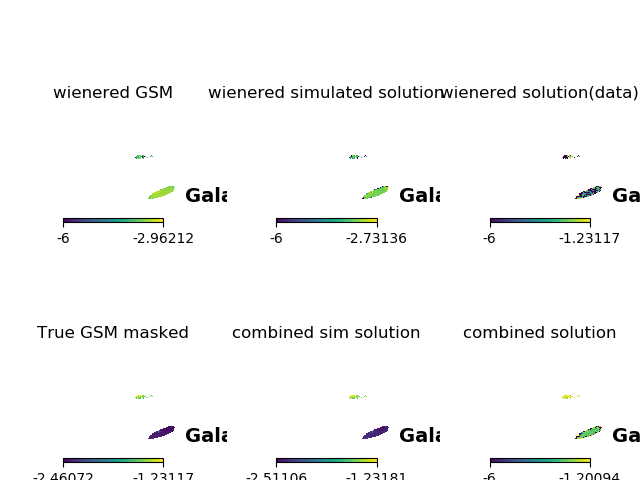 wienered GSM
wienered simulated solution
wienered solution(data)
Gala
Gala
Ga
-6 -2.96212
-6 -2.73136
-6 -1.23117
True GSM masked
combined sim solution
combined solution
Gala
Gala
Ga
-2.46072 -1.23117
-2.51106 -1.23181
-6 -1.20094